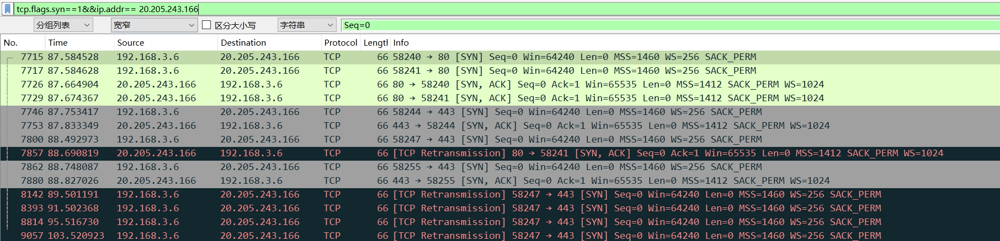 tcp.flags.syn==1&&ip.addr== 20.205.243.166
分组列表 宽窄 区分大小写 字符串 Seq=0
No. Time Source Destination Protocol Length Info
7715 87.584528 192.168.3.6 20.205.243.166 TCP 66 58240 → 80 [SYN] Seq=0 Win=64240 Len=0 MSS=1460 WS=256 SACK_PERM
7717 87.584628 192.168.3.6 20.205.243.166 TCP 66 58241 → 80 [SYN] Seq=0 Win=64240 Len=0 MSS=1460 WS=256 SACK_PERM
7726 87.664904 20.205.243.166 192.168.3.6 TCP 66 80 → 58240 [SYN, ACK] Seq=0 Ack=1 Win=65535 Len=0 MSS=1412 SACK_PERM WS=1024
7729 87.674367 20.205.243.166 192.168.3.6 TCP 66 80 → 58241 [SYN, ACK] Seq=0 Ack=1 Win=65535 Len=0 MSS=1412 SACK_PERM WS=1024
7746 87.753417 192.168.3.6 20.205.243.166 TCP 66 58244 → 443 [SYN] Seq=0 Win=64240 Len=0 MSS=1460 WS=256 SACK_PERM
7753 87.833349 20.205.243.166 192.168.3.6 TCP 66 443 → 58244 [SYN, ACK] Seq=0 Ack=1 Win=65535 Len=0 MSS=1412 SACK_PERM WS=1024
7800 88.492973 192.168.3.6 20.205.243.166 TCP 66 58247 → 443 [SYN] Seq=0 Win=64240 Len=0 MSS=1460 WS=256 SACK_PERM
7857 88.690819 20.205.243.166 192.168.3.6 TCP 66 [TCP Retransmission] 80 → 58241 [SYN, ACK] Seq=0 Ack=1 Win=65535 Len=0 MSS=1412 SACK_PERM WS=1024
7862 88.748087 192.168.3.6 20.205.243.166 TCP 66 58255 → 443 [SYN] Seq=0 Win=64240 Len=0 MSS=1460 WS=256 SACK_PERM
7880 88.827026 20.205.243.166 192.168.3.6 TCP 66 443 → 58255 [SYN, ACK] Seq=0 Ack=1 Win=65535 Len=0 MSS=1412 SACK_PERM WS=1024
8142 89.501191 192.168.3.6 20.205.243.166 TCP 66 [TCP Retransmission] 58247 → 443 [SYN] Seq=0 Win=64240 Len=0 MSS=1460 WS=256 SACK_PERM
8393 91.502368 192.168.3.6 20.205.243.166 TCP 66 [TCP Retransmission] 58247 → 443 [SYN] Seq=0 Win=64240 Len=0 MSS=1460 WS=256 SACK_PERM
8814 95.516730 192.168.3.6 20.205.243.166 TCP 66 [TCP Retransmission] 58247 → 443 [SYN] Seq=0 Win=64240 Len=0 MSS=1460 WS=256 SACK_PERM
9057 103.520923 192.168.3.6 20.205.243.166 TCP 66 [TCP Retransmission] 58247 → 443 [SYN] Seq=0 Win=64240 Len=0 MSS=1460 WS=256 SACK_PERM